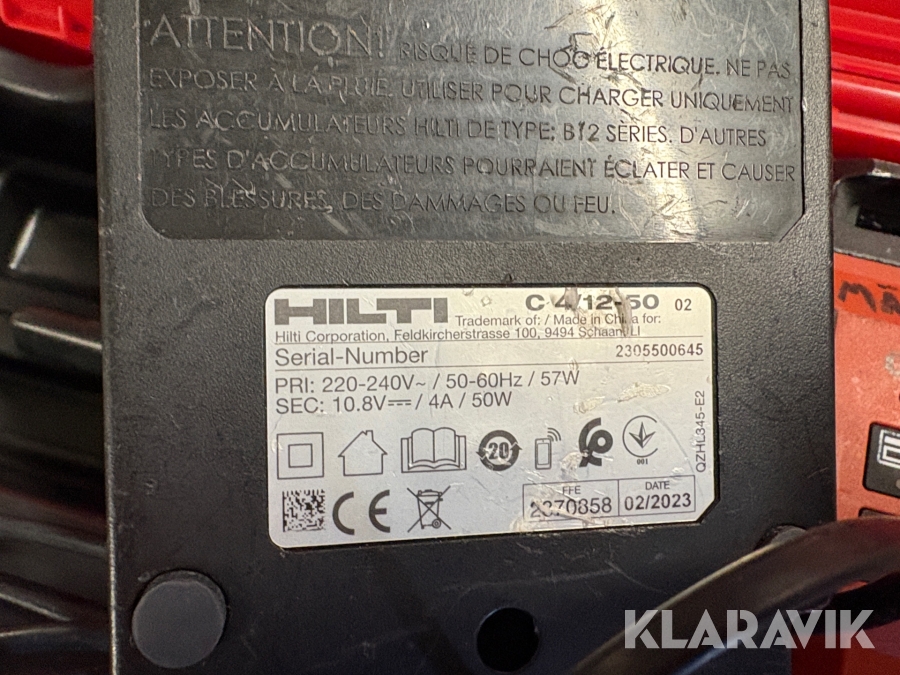 ATTENTION! RISQUE DE CHOC ÉLECTRIQUE. NE PAS
EXPOSER À LA PLUIE. UTILISER POUR CHARGER UNIQUEMENT
LES ACCUMULATEURS HILTI DE TYPE: B12 SÉRIES. D'AUTRES
TYPES D'ACCUMULATEURS POURRAIENT ÉCLATER ET CAUSER
DES BLESSURES, DES DAMMAGES OU FEU.
HILTI C 4/12-50 02
Trademark of: / Made in China for:
Hilti Corporation, Feldkircherstrasse 100, 9494 Schaan, LI
Serial-Number 2305500645
PRI: 220-240V~ / 50-60Hz / 57W
SEC: 10.8V⎓ / 4A / 50W
QZHL345-E2
20
001
CE
FFE DATE
2370858 02/2023
KLARAVIK